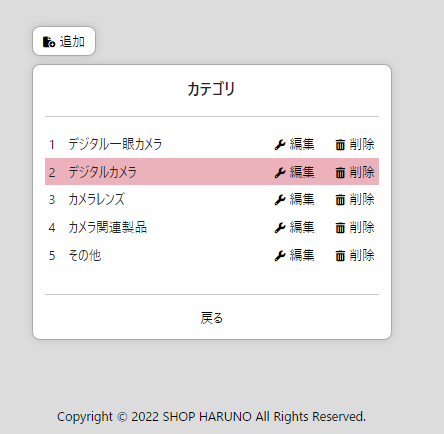 追加
カテゴリ
1 デジタル一眼カメラ 編集 削除
2 デジタルカメラ 編集 削除
3 カメラレンズ 編集 削除
4 カメラ関連製品 編集 削除
5 その他 編集 削除
戻る
Copyright © 2022 SHOP HARUNO All Rights Reserved.